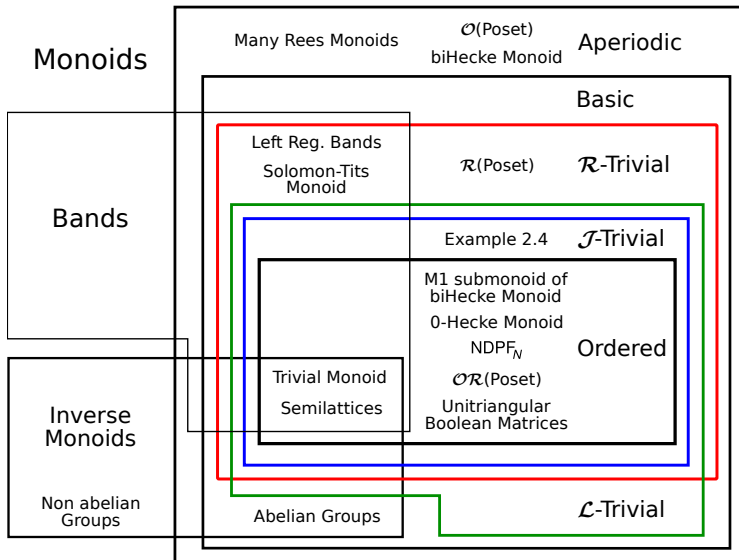 Monoids
Many Rees Monoids
𝒪(Poset)
biHecke Monoid
Aperiodic
Basic
Left Reg. Bands
Solomon-Tits
Monoid
ℛ(Poset)
ℛ-Trivial
Bands
Example 2.4
𝒥-Trivial
M1 submonoid of
biHecke Monoid
0-Hecke Monoid
NDPF_N
Ordered
Trivial Monoid
Semilattices
𝒪ℛ(Poset)
Unitriangular
Boolean Matrices
Inverse
Monoids
Non abelian
Groups
Abelian Groups
ℒ-Trivial